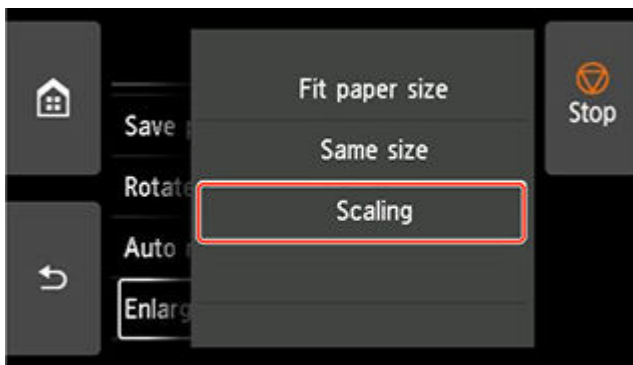 Fit paper size
Stop
Save
Same size
Rotate
Scaling
Auto
Enlarg